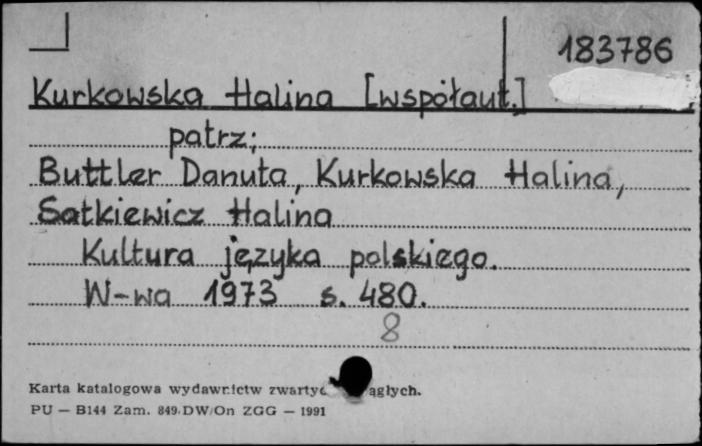 183786
Kurkowska Halina [współaut.]
patrz:
Buttler Danuta, Kurkowska Halina,
Satkiewicz Halina
Kultura języka polskiego.
W-wa 1973 s. 480.
8
Karta katalogowa wydawnictw zwartyc ągłych.
PU — B144 Zam. 849/DW/On ZGG — 1991